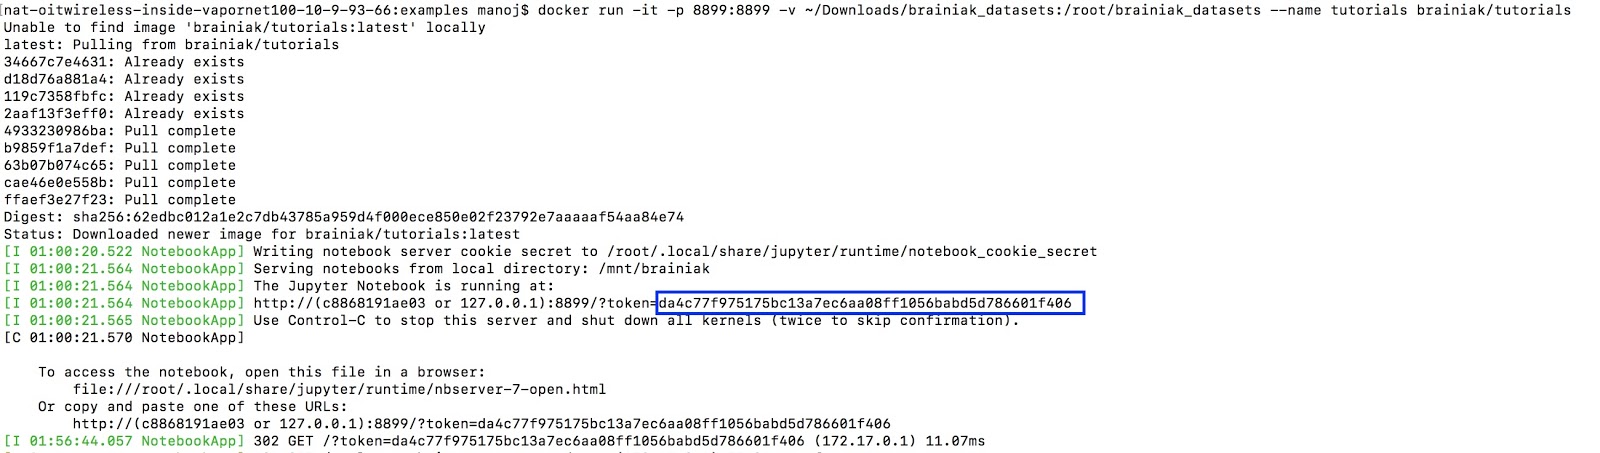 [nat-oitwireless-inside-vapornet100-10-9-93-66:examples manoj$ docker run -it -p 8899:8899 -v ~/Downloads/brainiak_datasets:/root/brainiak_datasets --name tutorials brainiak/tutorials
Unable to find image 'brainiak/tutorials:latest' locally
latest: Pulling from brainiak/tutorials
34667c7e4631: Already exists
d18d76a881a4: Already exists
119c7358fbfc: Already exists
2aaf13f3eff0: Already exists
4933230986ba: Pull complete
b9859f1a7def: Pull complete
63b07b074c65: Pull complete
cae46e0e558b: Pull complete
ffaef3e27f23: Pull complete
Digest: sha256:62edbc012a1e2c7db43785a959d4f000ece850e02f23792e7aaaaaf54aa84e74
Status: Downloaded newer image for brainiak/tutorials:latest
[I 01:00:20.522 NotebookApp] Writing notebook server cookie secret to /root/.local/share/jupyter/runtime/notebook_cookie_secret
[I 01:00:21.564 NotebookApp] Serving notebooks from local directory: /mnt/brainiak
[I 01:00:21.564 NotebookApp] The Jupyter Notebook is running at:
[I 01:00:21.564 NotebookApp] http://(c8868191ae03 or 127.0.0.1):8899/?token=da4c77f975175bc13a7ec6aa08ff1056babd5d786601f406
[I 01:00:21.565 NotebookApp] Use Control-C to stop this server and shut down all kernels (twice to skip confirmation).
[C 01:00:21.570 NotebookApp]
To access the notebook, open this file in a browser:
file:///root/.local/share/jupyter/runtime/nbserver-7-open.html
Or copy and paste one of these URLs:
http://(c8868191ae03 or 127.0.0.1):8899/?token=da4c77f975175bc13a7ec6aa08ff1056babd5d786601f406
[I 01:56:44.057 NotebookApp] 302 GET /?token=da4c77f975175bc13a7ec6aa08ff1056babd5d786601f406 (172.17.0.1) 11.07ms